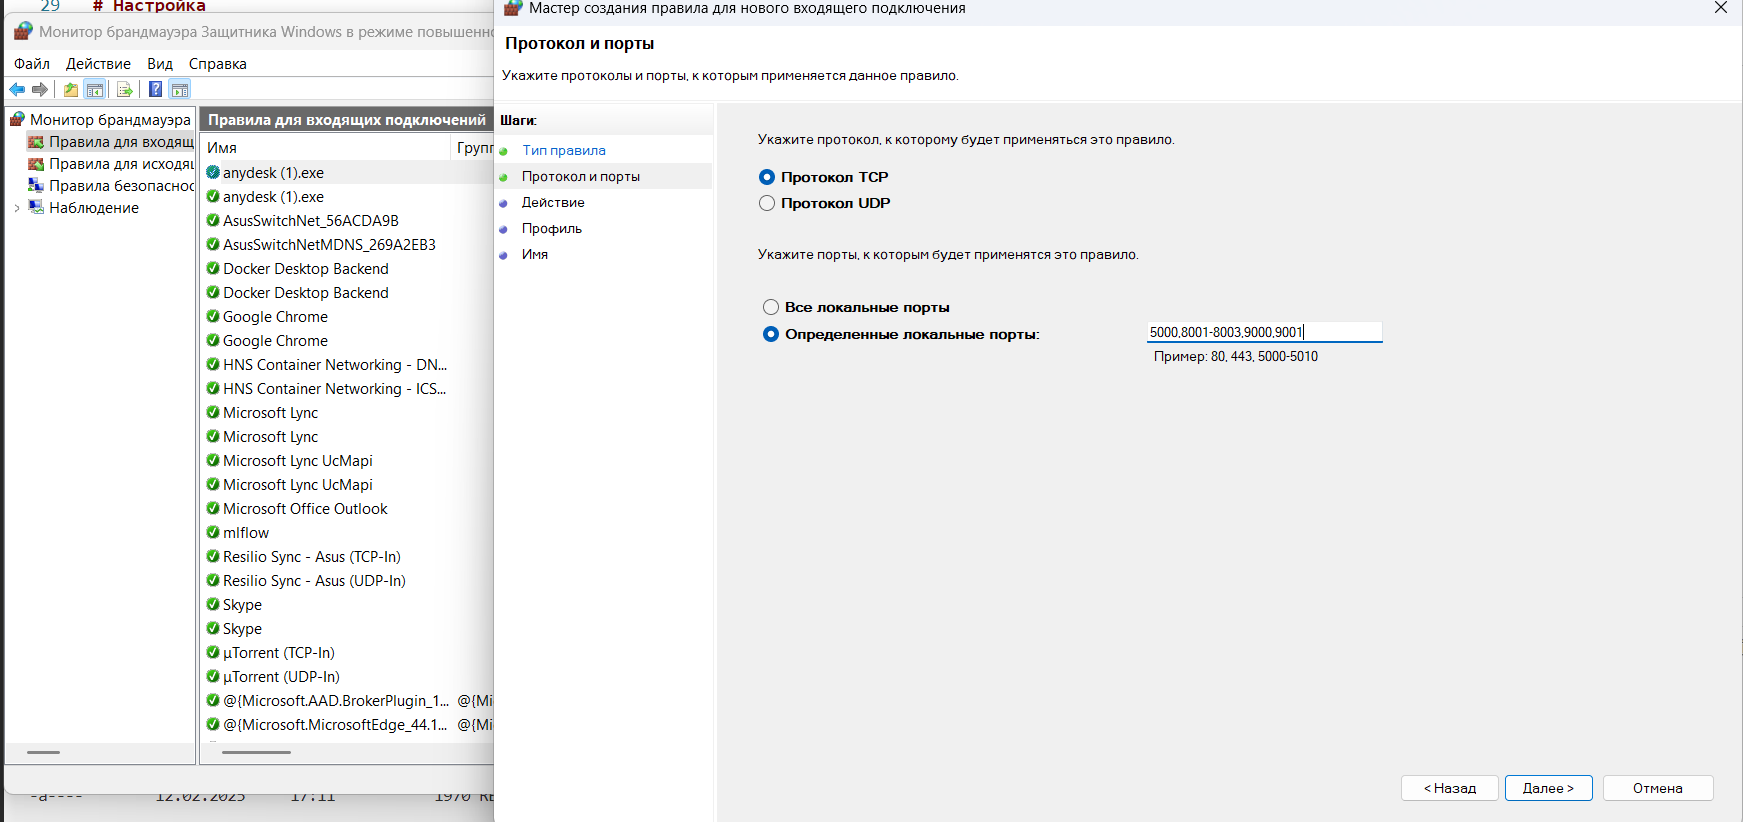 29 # Настройка
Монитор брандмауэра Защитника Windows в режиме повышенно
Файл Действие Вид Справка
Монитор брандмауэра
Правила для входящ
Правила для исходящ
Правила безопаснос
Наблюдение
Правила для входящих подключений
Имя Групп
anydesk (1).exe
anydesk (1).exe
AsusSwitchNet_56ACDA9B
AsusSwitchNetMDNS_269A2EB3
Docker Desktop Backend
Docker Desktop Backend
Google Chrome
Google Chrome
HNS Container Networking - DN...
HNS Container Networking - ICS...
Microsoft Lync
Microsoft Lync
Microsoft Lync UcMapi
Microsoft Lync UcMapi
Microsoft Office Outlook
mlflow
Resilio Sync - Asus (TCP-In)
Resilio Sync - Asus (UDP-In)
Skype
Skype
µTorrent (TCP-In)
µTorrent (UDP-In)
@{Microsoft.AAD.BrokerPlugin_1... @{Mi
@{Microsoft.MicrosoftEdge_44.1... @{Mi
-a---- 12.02.2025 17:11 1970 RE
Мастер создания правила для нового входящего подключения
Протокол и порты
Укажите протоколы и порты, к которым применяется данное правило.
Шаги:
Тип правила
Протокол и порты
Действие
Профиль
Имя
Укажите протокол, к которому будет применяться это правило.
Протокол TCP
Протокол UDP
Укажите порты, к которым будет применятся это правило.
Все локальные порты
Определенные локальные порты: 5000,8001-8003,9000,9001
Пример: 80, 443, 5000-5010
< Назад Далее > Отмена